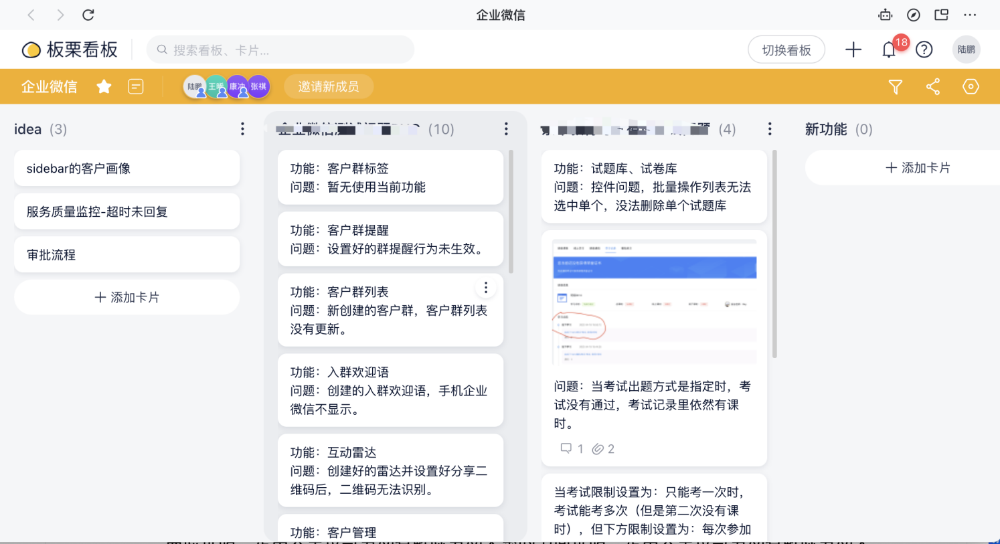 企业微信
板栗看板
搜索看板、卡片...
切换看板
18
陆鹏
企业微信
陆鹏
王晞
康冲
张祺
邀请新成员
idea (3)
sidebar的客户画像
服务质量监控-超时未回复
审批流程
+ 添加卡片
(10)
功能：客户群标签
问题：暂无使用当前功能
功能：客户群提醒
问题：设置好的群提醒行为未生效。
功能：客户群列表
问题：新创建的客户群，客户群列表
没有更新。
功能：入群欢迎语
问题：创建的入群欢迎语，手机企业
微信不显示。
功能：互动雷达
问题：创建好的雷达并设置好分享二
维码后，二维码无法识别。
功能：客户管理
(4)
功能：试题库、试卷库
问题：控件问题，批量操作列表无法
选中单个，没法删除单个试题库
问题：当考试出题方式是指定时，考
试没有通过，考试记录里依然有课
时。
1 2
当考试限制设置为：只能考一次时，
考试能考多次（但是第二次没有课
时），但下方限制设置为：每次参加
新功能 (0)
+ 添加卡片